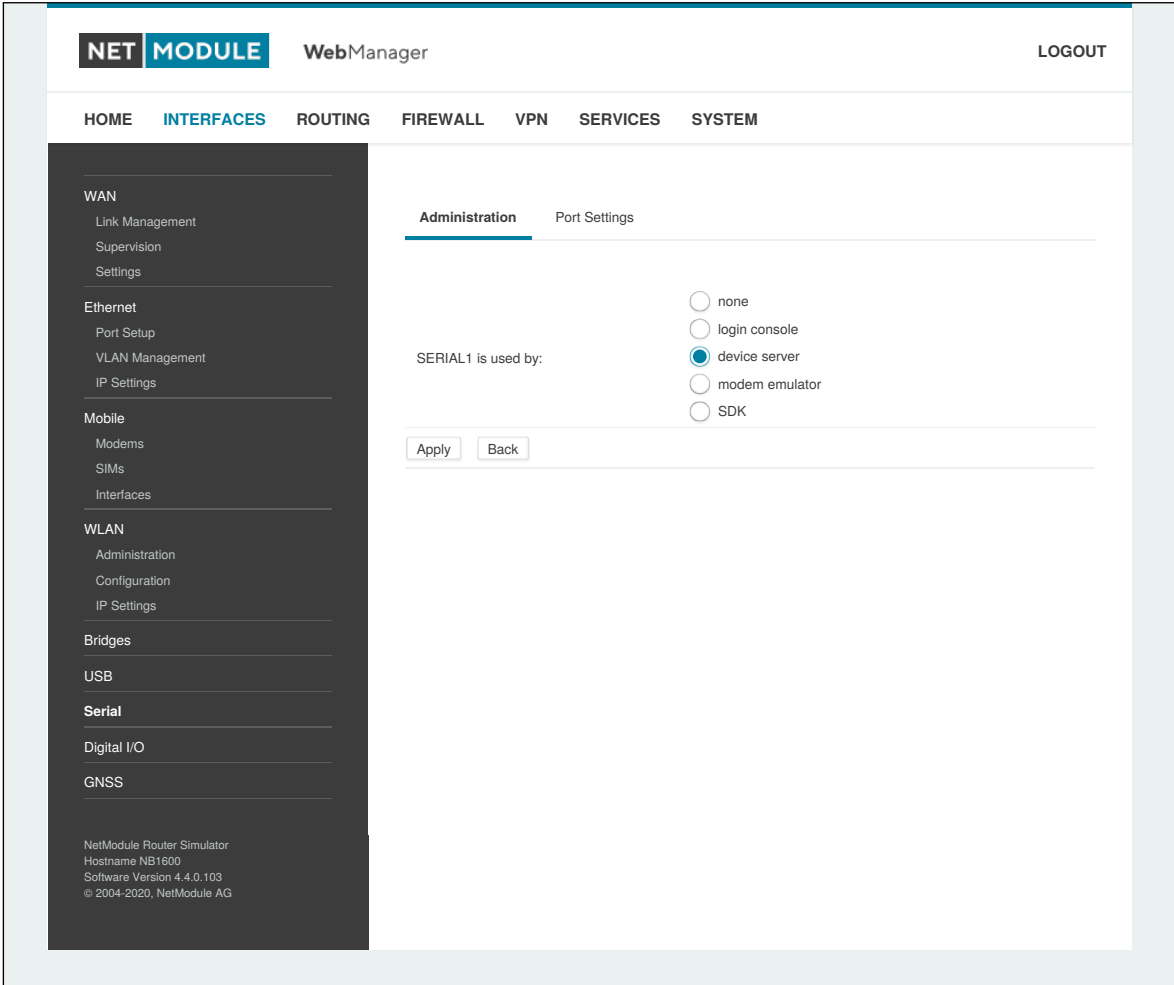 NET MODULE WebManager LOGOUT
HOME INTERFACES ROUTING FIREWALL VPN SERVICES SYSTEM
WAN
Link Management
Supervision
Settings
Ethernet
Port Setup
VLAN Management
IP Settings
Mobile
Modems
SIMs
Interfaces
WLAN
Administration
Configuration
IP Settings
Bridges
USB
Serial
Digital I/O
GNSS
NetModule Router Simulator
Hostname NB1600
Software Version 4.4.0.103
© 2004-2020, NetModule AG
Administration Port Settings
SERIAL1 is used by:
none
login console
device server
modem emulator
SDK
Apply Back